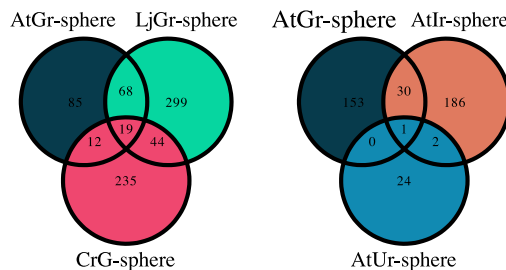 AtGr-sphere LjGr-sphere
85 68 299
19
12 44
235
CrG-sphere
AtGr-sphere AtIr-sphere
153 30 186
1
0 2
24
AtUr-sphere